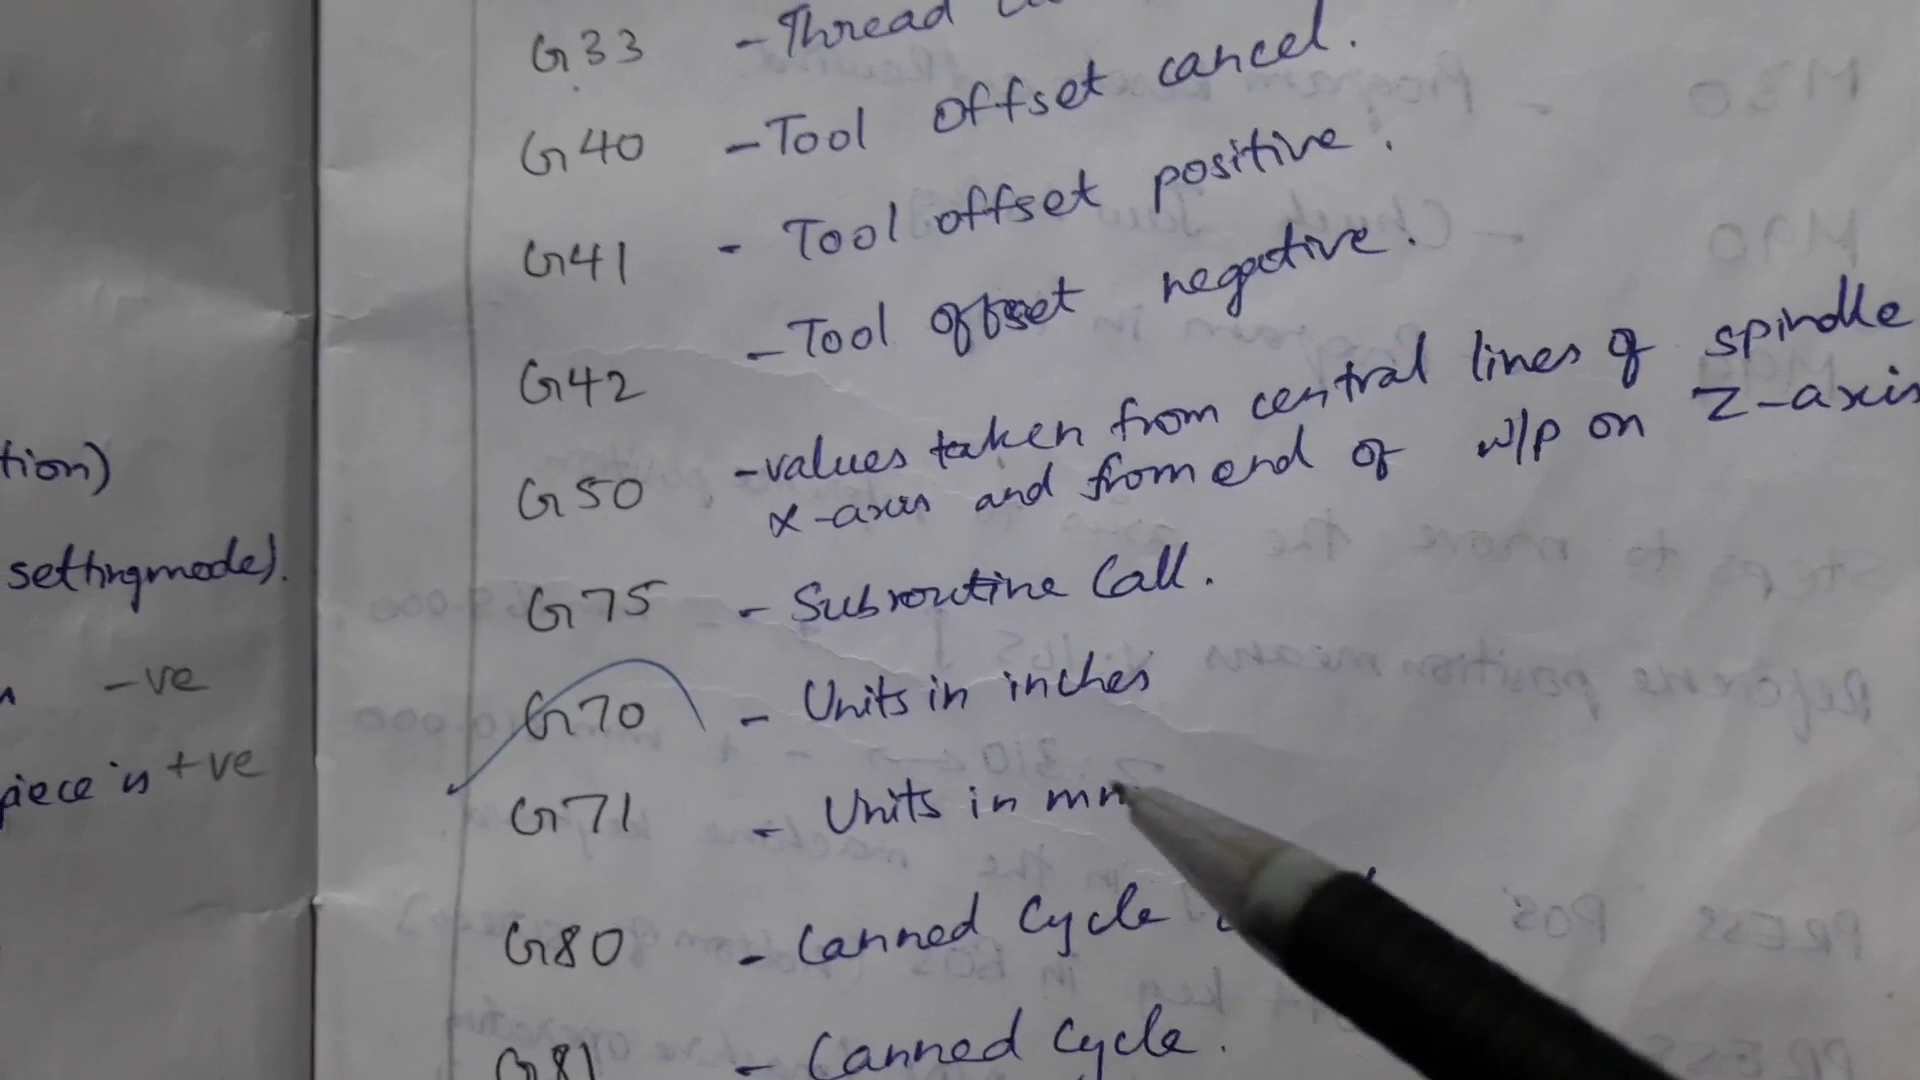 tion)
settingmode).
-ve
piece is +ve
G33 - Thread
G40 - Tool offset cancel.
G41 - Tool offset positive.
G42 - Tool offset negative.
G50 - values taken from central lines of spindle
x-axis and from end of w/p on Z-axis
G75 - Subroutine Call.
G70 - Units in inches
G71 - Units in mm
G80 - Canned Cycle
G81 - Canned Cycle.